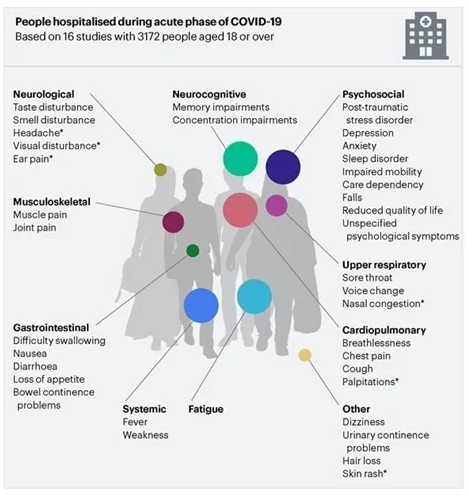 People hospitalised during acute phase of COVID-19
Based on 16 studies with 3172 people aged 18 or over
Neurological
Taste disturbance
Smell disturbance
Headache*
Visual disturbance*
Ear pain*
Neurocognitive
Memory impairments
Concentration impairments
Psychosocial
Post-traumatic
stress disorder
Depression
Anxiety
Sleep disorder
Impaired mobility
Care dependency
Falls
Reduced quality of life
Unspecified
psychological symptoms
Musculoskeletal
Muscle pain
Joint pain
Upper respiratory
Sore throat
Voice change
Nasal congestion*
Gastrointestinal
Difficulty swallowing
Nausea
Diarrhoea
Loss of appetite
Bowel continence
problems
Cardiopulmonary
Breathlessness
Chest pain
Cough
Palpitations*
Systemic
Fever
Weakness
Fatigue
Other
Dizziness
Urinary continence
problems
Hair loss
Skin rash*